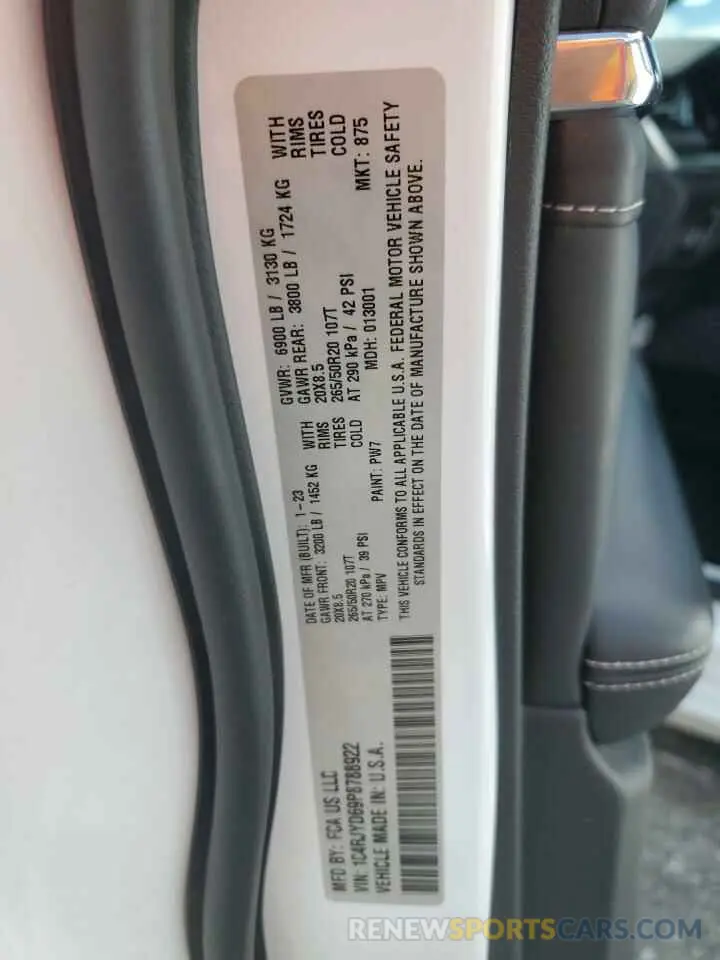 MFD BY: FCA US LLC
VIN: 1C4RJYD69P8788922
VEHICLE MADE IN: U.S.A.
DATE OF MFR (BUILT): 1-23
GAWR FRONT: 3200 LB / 1452 KG WITH
20X8.5 RIMS
265/50R20 107T TIRES
AT 270 kPa / 39 PSI COLD
TYPE: MPV PAINT: PW7
GVWR: 6900 LB / 3130 KG
GAWR REAR: 3800 LB / 1724 KG WITH
20X8.5 RIMS
265/50R20 107T TIRES
AT 290 kPa / 42 PSI COLD
MDH: 013001 MKT: 875
THIS VEHICLE CONFORMS TO ALL APPLICABLE U.S.A. FEDERAL MOTOR VEHICLE SAFETY
STANDARDS IN EFFECT ON THE DATE OF MANUFACTURE SHOWN ABOVE.
RENEWSPORTSCARS.COM